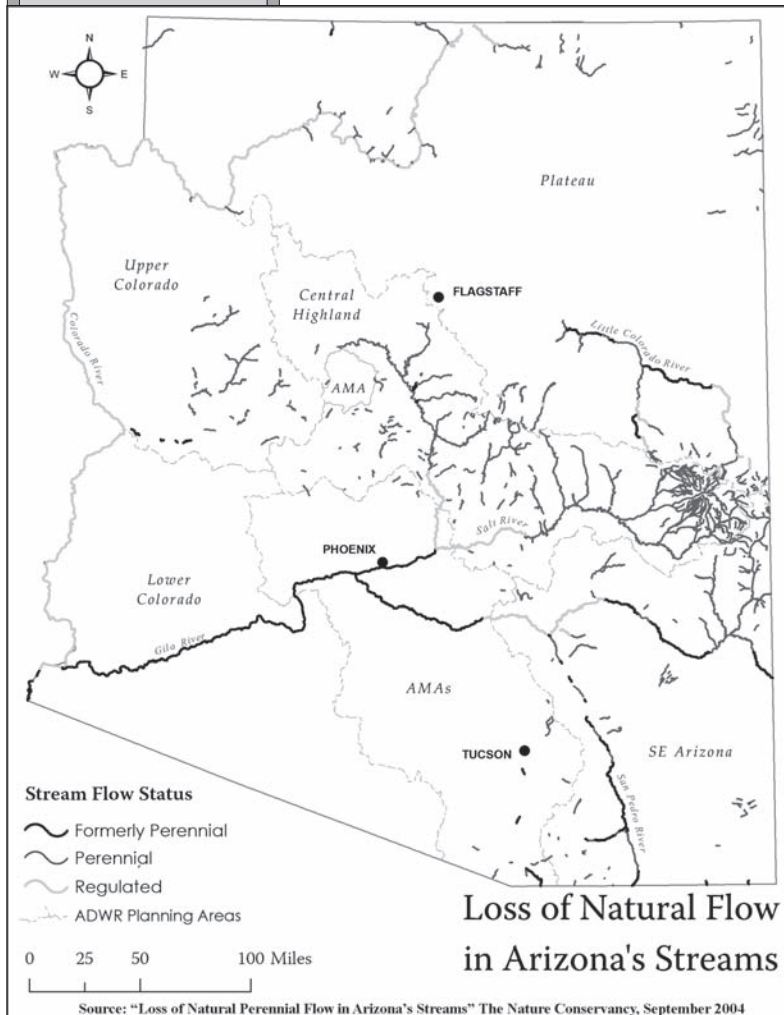 N
W E
S
Plateau
Upper
Colorado
FLAGSTAFF
Central
Highland
Little Colorado River
Colorado River
AMA
Salt River
PHOENIX
Lower
Colorado
Gila River
AMAs
TUCSON
SE Arizona
San Pedro River
Stream Flow Status
Formerly Perennial
Perennial
Regulated
ADWR Planning Areas
Loss of Natural Flow
in Arizona's Streams
0 25 50 100 Miles
Source: “Loss of Natural Perennial Flow in Arizona’s Streams” The Nature Conservancy, September 2004